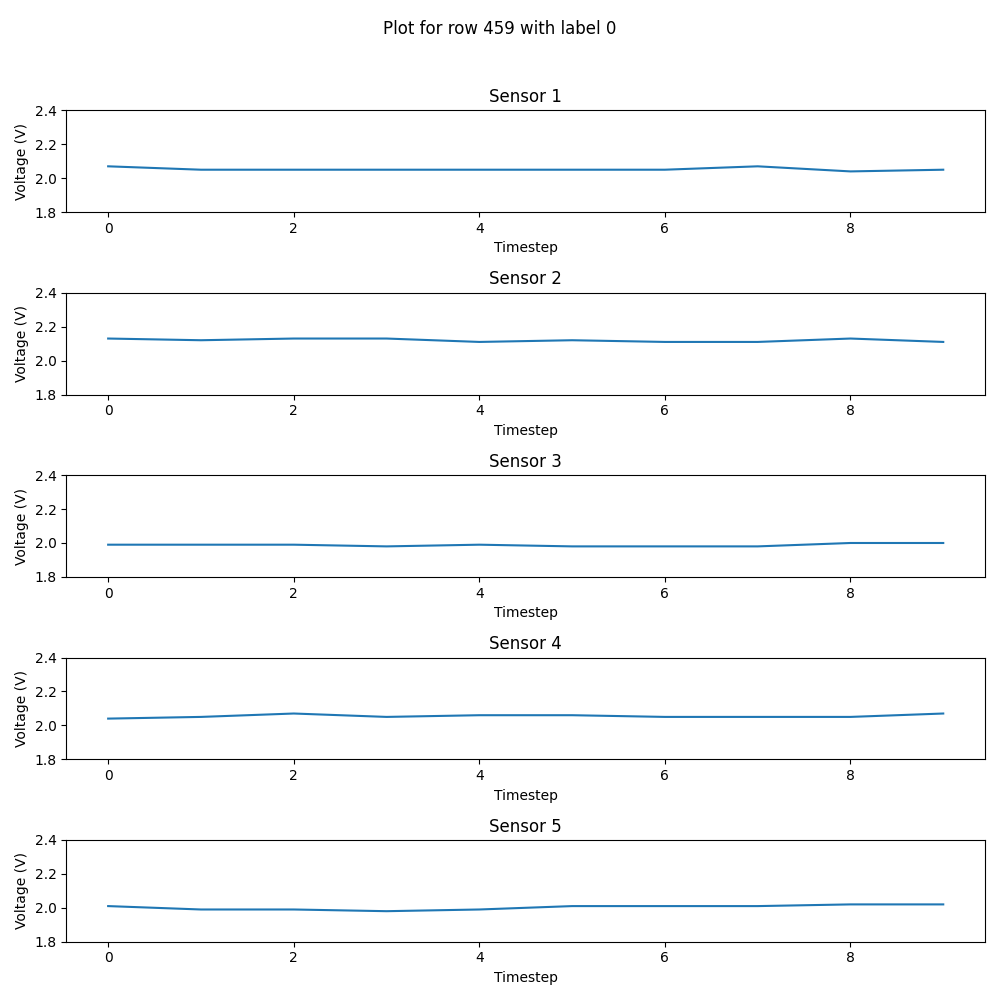 Plot for row 459 with label 0
Sensor 1
Voltage (V)
2.4
2.2
2.0
1.8
0 2 4 6 8
Timestep
Sensor 2
Voltage (V)
2.4
2.2
2.0
1.8
0 2 4 6 8
Timestep
Sensor 3
Voltage (V)
2.4
2.2
2.0
1.8
0 2 4 6 8
Timestep
Sensor 4
Voltage (V)
2.4
2.2
2.0
1.8
0 2 4 6 8
Timestep
Sensor 5
Voltage (V)
2.4
2.2
2.0
1.8
0 2 4 6 8
Timestep